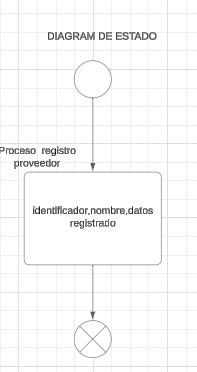 DIAGRAM DE ESTADO
Proceso registro
proveedor
identificador,nombre,datos
registrado